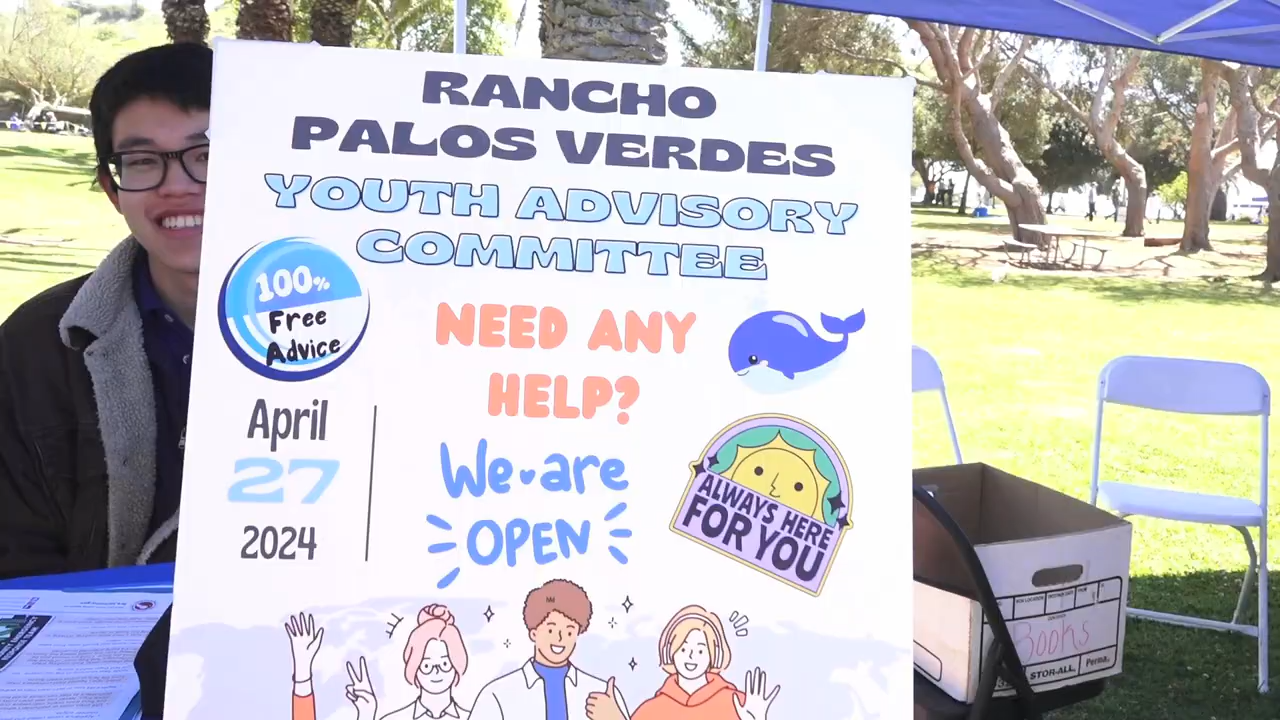 RANCHO
PALOS VERDES
YOUTH ADVISORY
COMMITTEE
100%
Free
Advice
NEED ANY
HELP?
April
27
2024
We are
OPEN
ALWAYS HERE
FOR YOU
Books
STOR-ALL
Perma